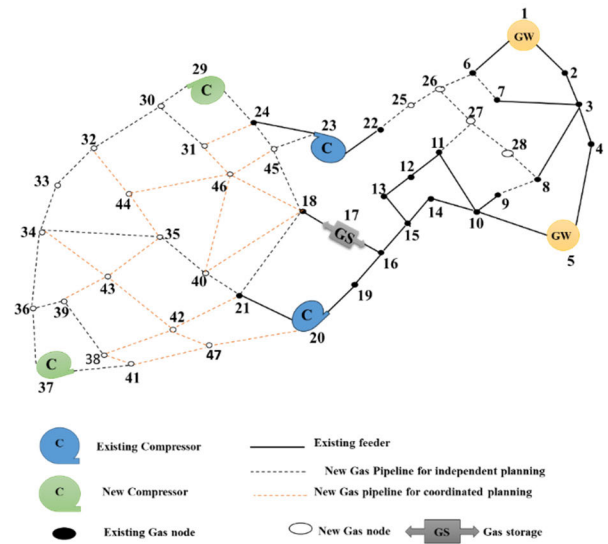 1
GW
29
C
6
2
26
7
30
24
23
25
3
22
27
4
32
31
C
11
28
45
12
46
33
8
13
9
44
18
17
14
10
GW
34
35
GS
15
5
16
40
43
19
21
36
39
42
C
20
C
38
47
37
41
C
Existing Compressor
Existing feeder
New Gas Pipeline for independent planning
C
New Compressor
New Gas pipeline for coordinated planning
Existing Gas node
New Gas node
GS
Gas storage